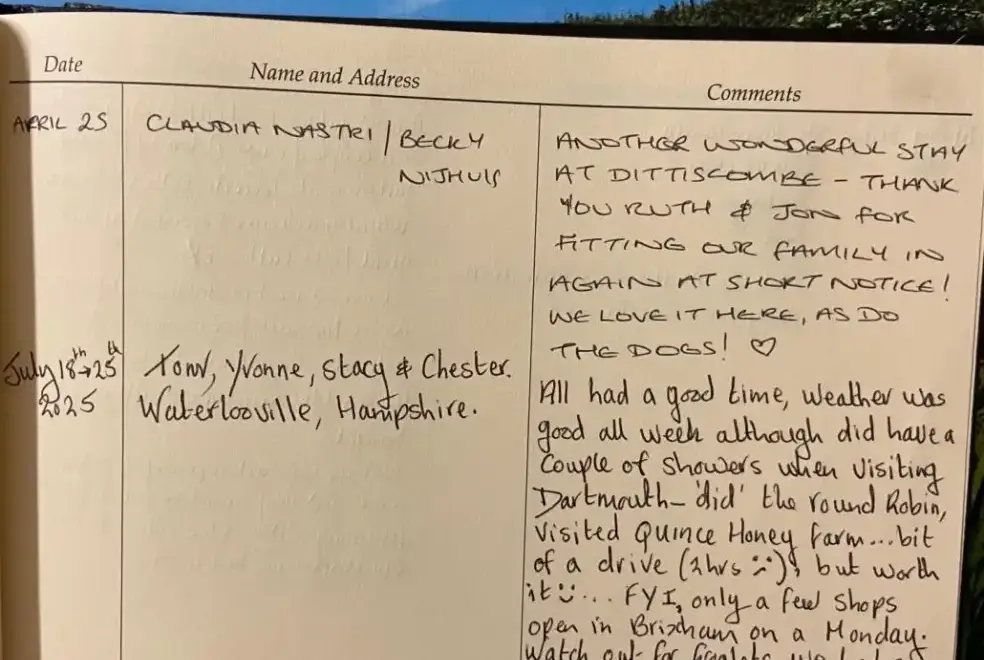 Date Name and Address Comments
APRIL 25 CLAUDIA NASTRI / BECKY NIJHUIS
ANOTHER WONDERFUL STAY
AT DITTISCOMBE – THANK
YOU RUTH & JON FOR
FITTING OUR FAMILY IN
AGAIN AT SHORT NOTICE!
WE LOVE IT HERE, AS DO
THE DOGS! ♡
July 18th→25th
2025
Tony, Yvonne, Stacy & Chester.
Waterlooville, Hampshire.
All had a good time, weather was
good all week although did have a
couple of showers when visiting
Dartmouth – 'did' the round Robin,
visited Quince Honey farm...bit
of a drive (2hrs :( ), but worth
it :) ... FYI, only a few shops
open in Brixham on a Monday.
Watch out for